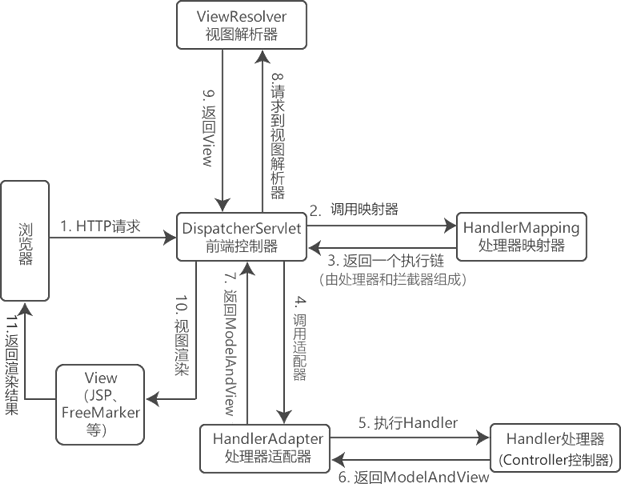 ViewResolver
视图解析器
9. 返回View
8.请求到视图解析器
浏览器
1. HTTP请求
DispatcherServlet
前端控制器
2. 调用映射器
HandlerMapping
处理器映射器
3. 返回一个执行链
（由处理器和拦截器组成）
7. 返回ModelAndView
4. 调用适配器
10. 视图渲染
11.返回渲染结果
View
（JSP、
FreeMarker
等）
HandlerAdapter
处理器适配器
5. 执行Handler
Handler处理器
(Controller控制器)
6. 返回ModelAndView